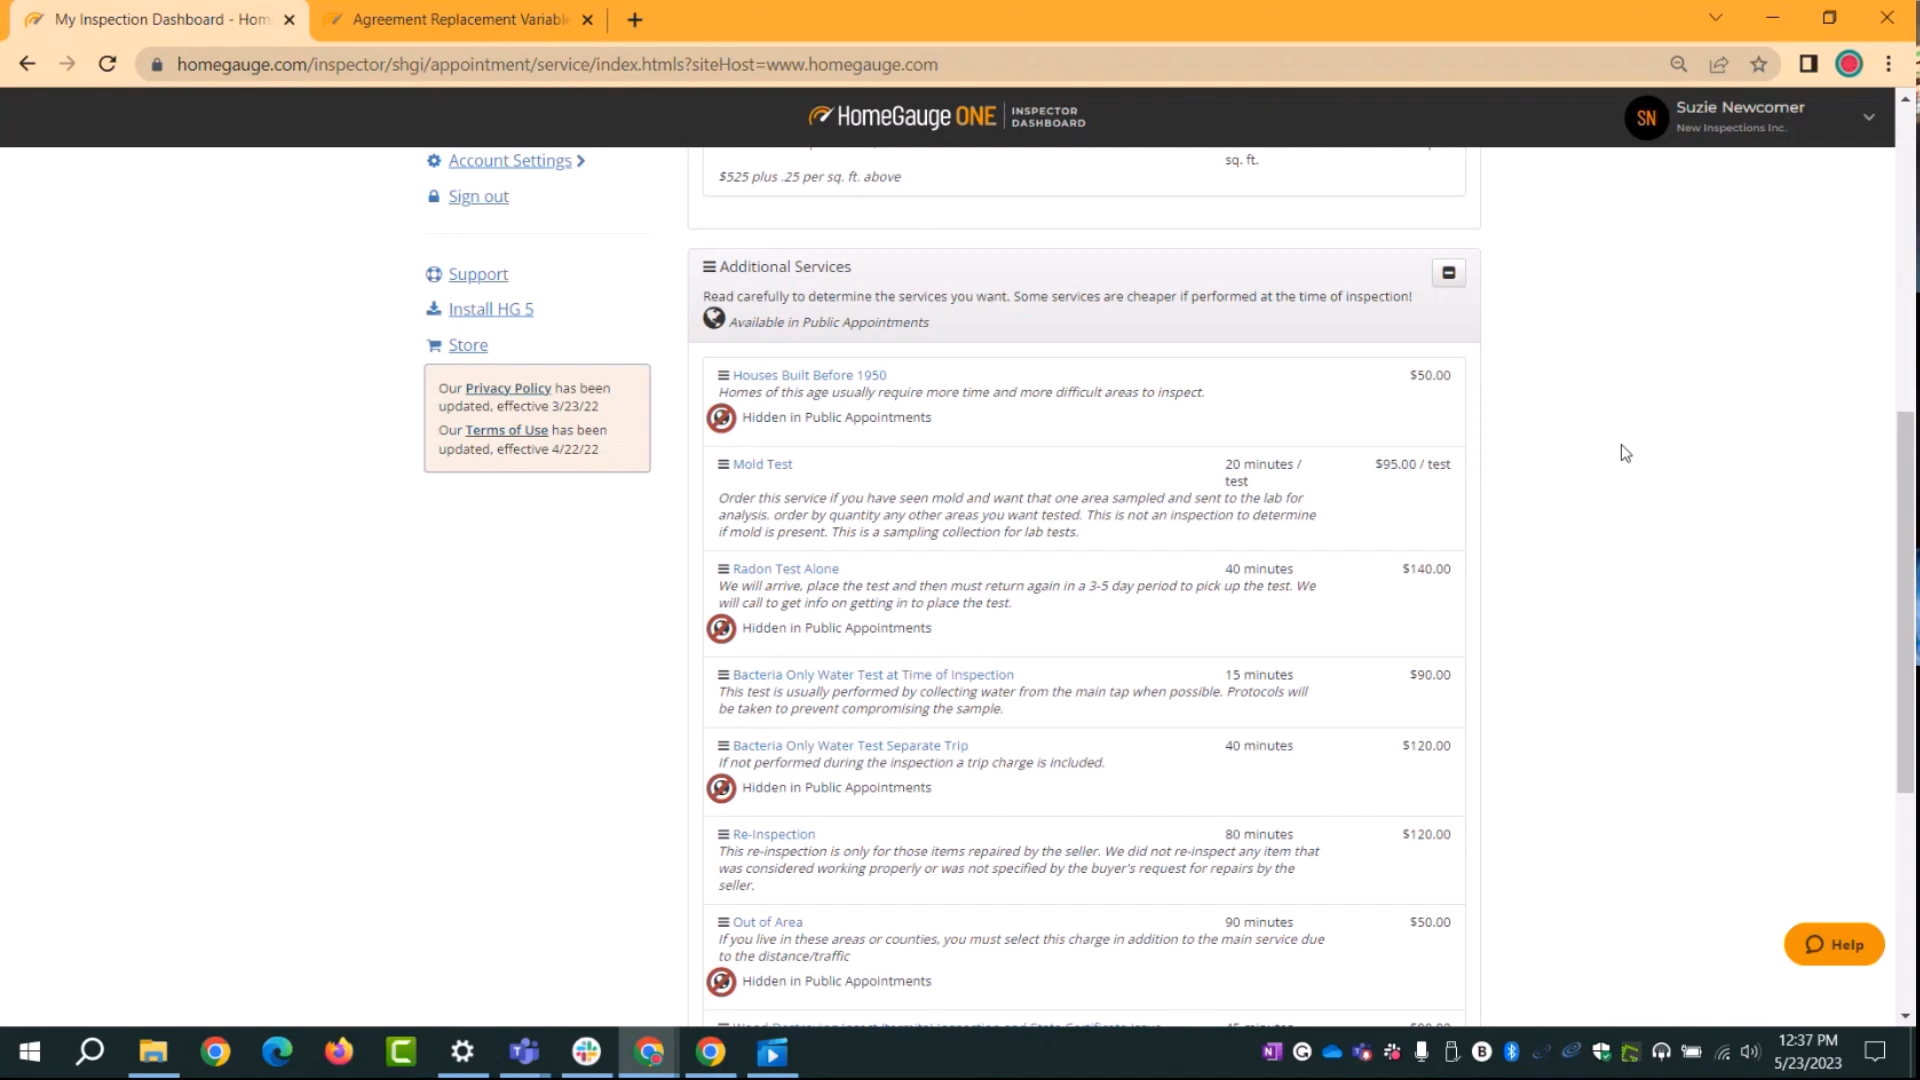 My Inspection Dashboard - Hom
Agreement Replacement Variable
homegauge.com/inspector/shgi/appointment/service/index.htmls?siteHost=www.homegauge.com
HomeGauge ONE
INSPECTOR
DASHBOARD
SN
Suzie Newcomer
New Inspections Inc.
Account Settings
Sign out
Support
Install HG 5
Store
Our Privacy Policy has been
updated, effective 3/23/22
Our Terms of Use has been
updated, effective 4/22/22
sq. ft.
$525 plus .25 per sq. ft. above
Additional Services
Read carefully to determine the services you want. Some services are cheaper if performed at the time of inspection!
Available in Public Appointments
Houses Built Before 1950 $50.00
Homes of this age usually require more time and more difficult areas to inspect.
Hidden in Public Appointments
Mold Test 20 minutes / $95.00 / test
test
Order this service if you have seen mold and want that one area sampled and sent to the lab for
analysis. order by quantity any other areas you want tested. This is not an inspection to determine
if mold is present. This is a sampling collection for lab tests.
Radon Test Alone 40 minutes $140.00
We will arrive, place the test and then must return again in a 3-5 day period to pick up the test. We
will call to get info on getting in to place the test.
Hidden in Public Appointments
Bacteria Only Water Test at Time of Inspection 15 minutes $90.00
This test is usually performed by collecting water from the main tap when possible. Protocols will
be taken to prevent compromising the sample.
Bacteria Only Water Test Separate Trip 40 minutes $120.00
If not performed during the inspection a trip charge is included.
Hidden in Public Appointments
Re-Inspection 80 minutes $120.00
This re-inspection is only for those items repaired by the seller. We did not re-inspect any item that
was considered working properly or was not specified by the buyer's request for repairs by the
seller.
Out of Area 90 minutes $50.00
If you live in these areas or counties, you must select this charge in addition to the main service due
to the distance/traffic
Hidden in Public Appointments
Help
12:37 PM
5/23/2023